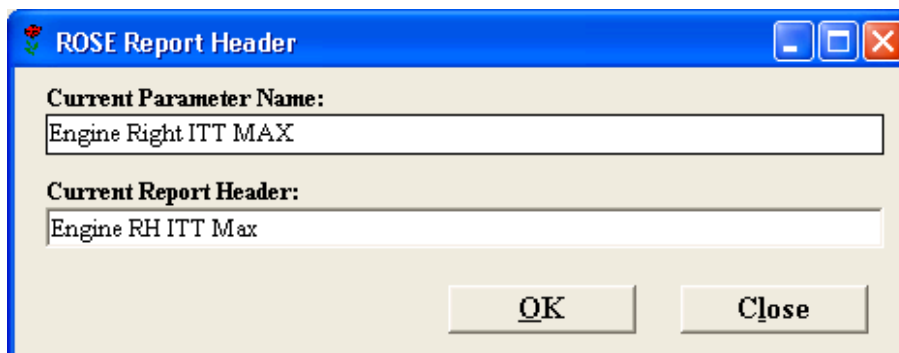 ROSE Report Header
Current Parameter Name:
Engine Right ITT MAX
Current Report Header:
Engine RH ITT Max
OK Close